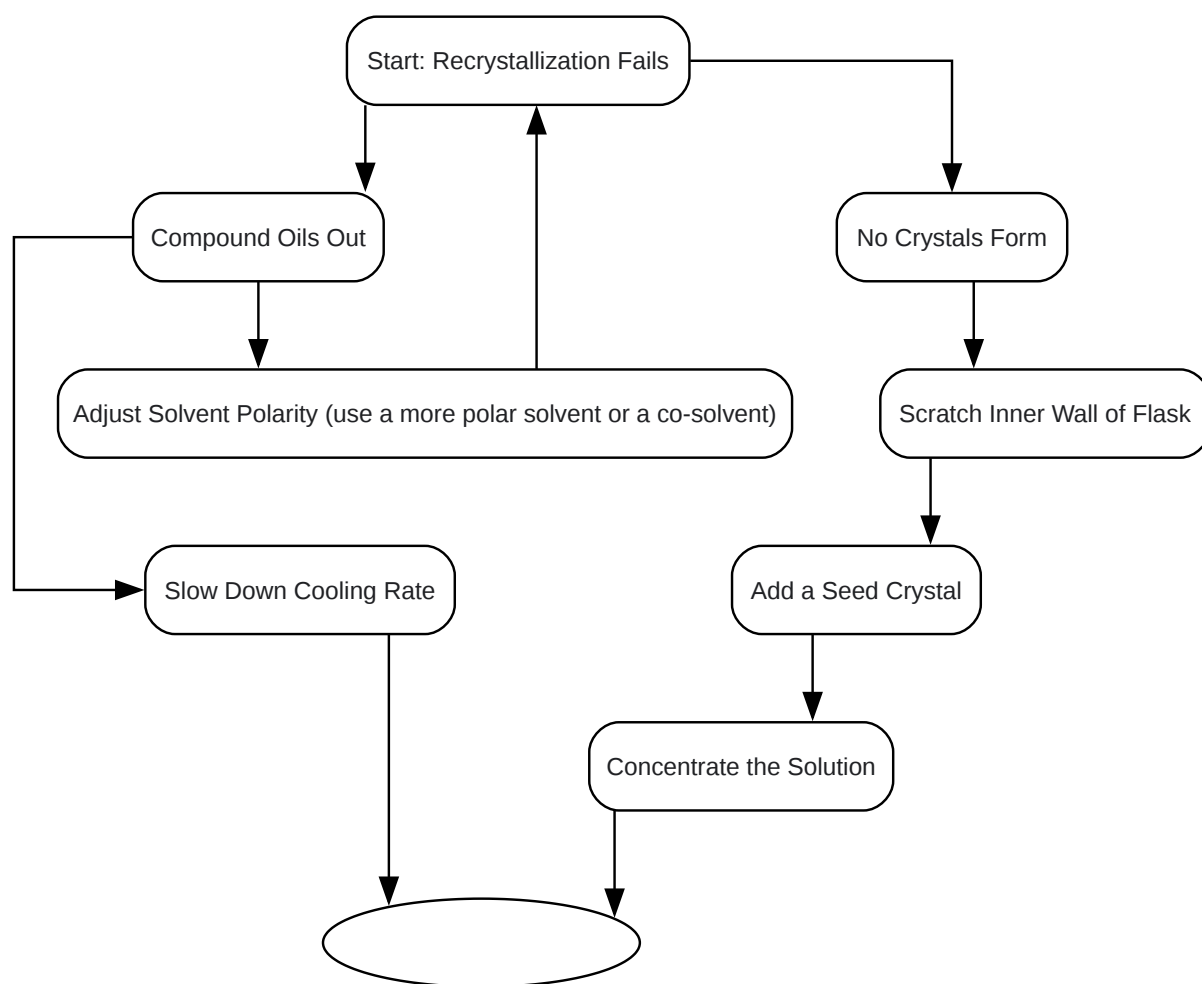 Start: Recrystallization Fails
Compound Oils Out
No Crystals Form
Adjust Solvent Polarity (use a more polar solvent or a co-solvent)
Scratch Inner Wall of Flask
Slow Down Cooling Rate
Add a Seed Crystal
Concentrate the Solution